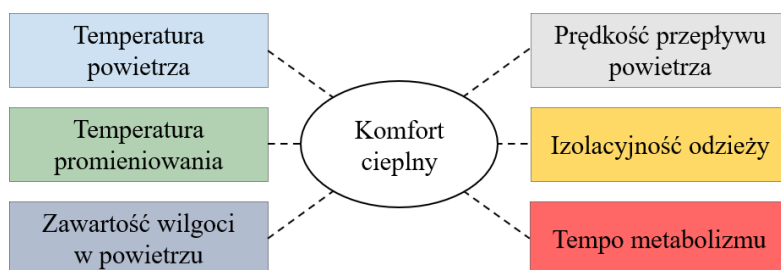 Temperatura
powietrza
Prędkość przepływu
powietrza
Temperatura
promieniowania
Komfort
cieplny
Izolacyjność odzieży
Zawartość wilgoci
w powietrzu
Tempo metabolizmu